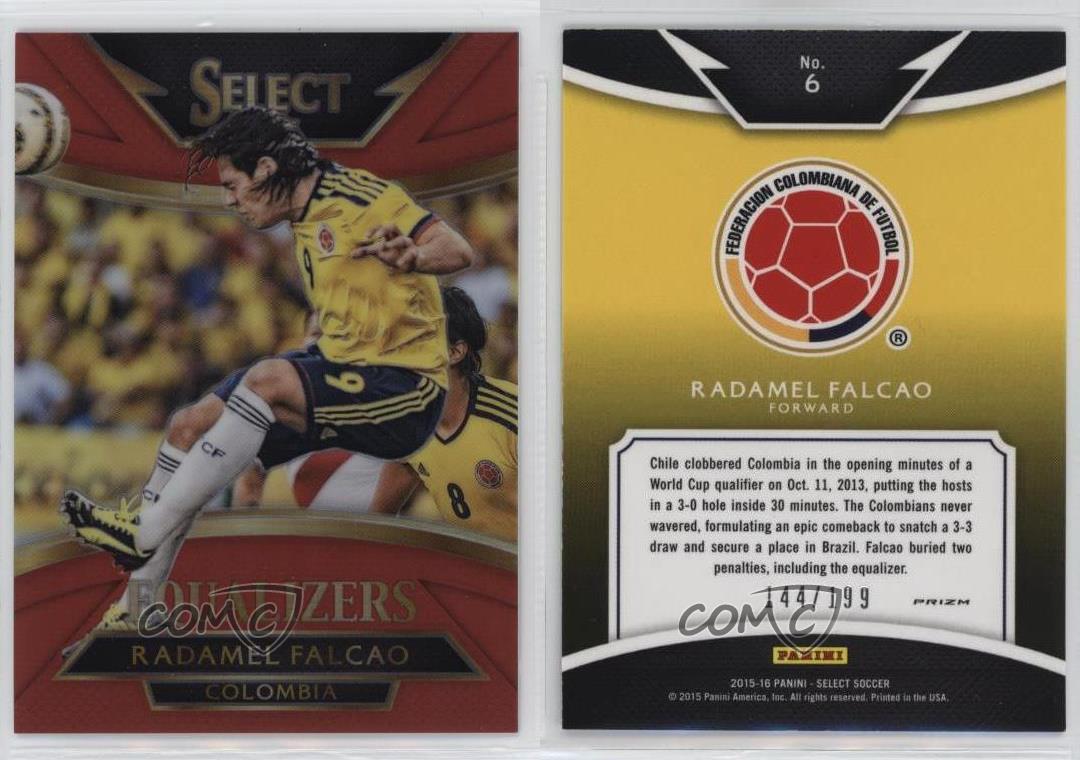 SELECT
9
CF
8
EQUALIZERS
COMC
RADAMEL FALCAO
COLOMBIA
No.
6
FEDERACION COLOMBIANA DE FUTBOL
®
RADAMEL FALCAO
FORWARD
Chile clobbered Colombia in the opening minutes of a
World Cup qualifier on Oct. 11, 2013, putting the hosts
in a 3-0 hole inside 30 minutes. The Colombians never
wavered, formulating an epic comeback to snatch a 3-3
draw and secure a place in Brazil. Falcao buried two
penalties, including the equalizer.
144/199
PRIZM
COMC
PANINI
2015-16 PANINI - SELECT SOCCER
© 2015 Panini America, Inc. All rights reserved. Printed in the USA.